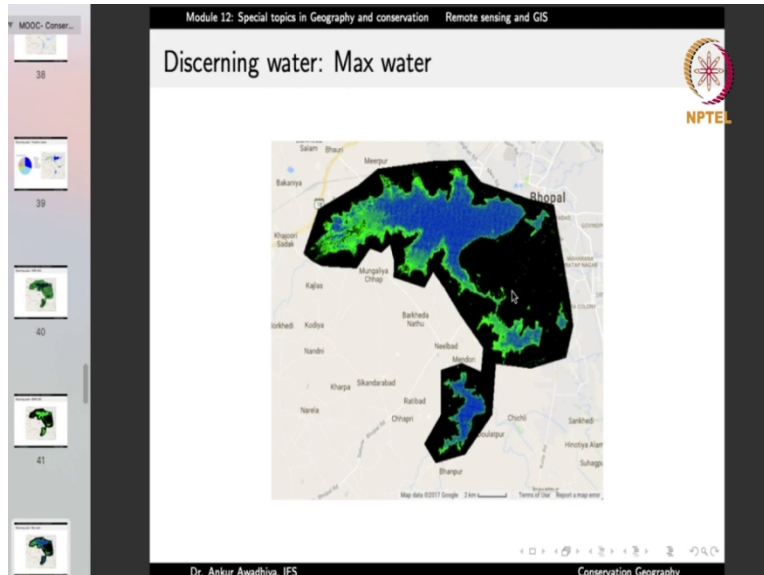 Module 12: Special topics in Geography and conservation Remote sensing and GIS
MOOC- Conser...
Discerning water: Max water
NPTEL
38
39
40
41
Bhauri
Salam
Meerpur
Bakaniya
Bhopal
Khajoori
Sadak
Mungaliya
Chhap
Kajlas
Barkheda
Nathu
Kodiya
Neelbad
Nandni
Mendori
Kharpa
Sikandarabad
Ratibad
Narela
Chhapri
Chichli
Sankhedi
Hinotiya Alam
Bhanpur
Map data ©2017 Google 2 km Terms of Use Report a map error
Dr. Ankur Awadhiya, IFS Conservation Geography